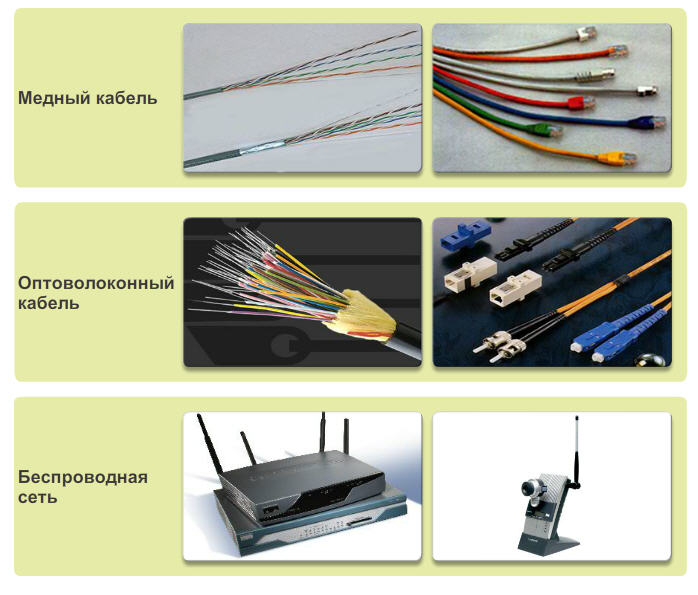 Медный кабель
Оптоволоконный
кабель
Беспроводная
сеть